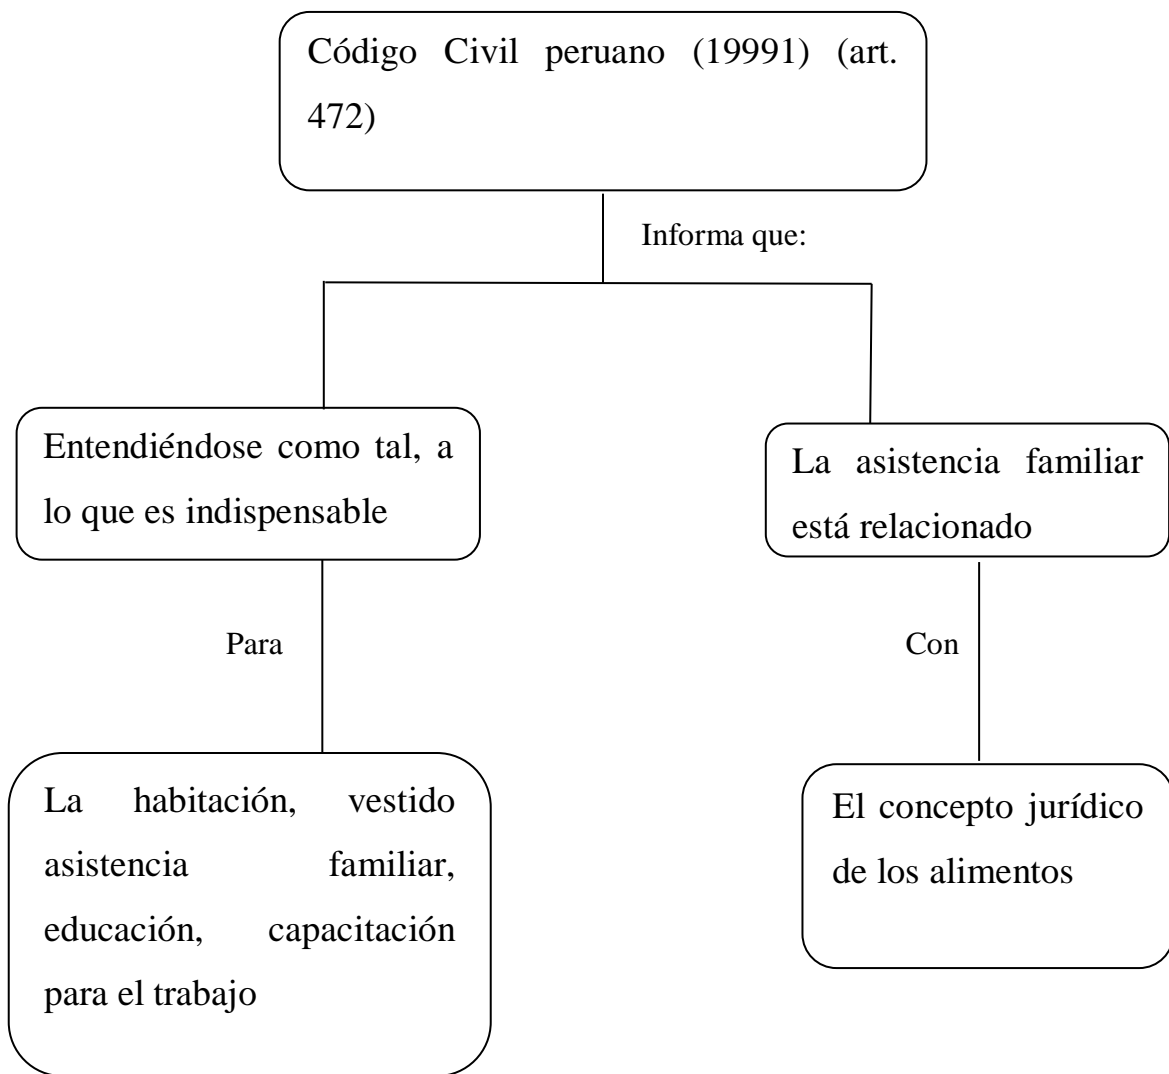 Código Civil peruano (19991) (art.
472)
Informa que:
Entendiéndose como tal, a
lo que es indispensable
La asistencia familiar
está relacionado
Para
Con
La habitación, vestido
asistencia familiar,
educación, capacitación
para el trabajo
El concepto jurídico
de los alimentos